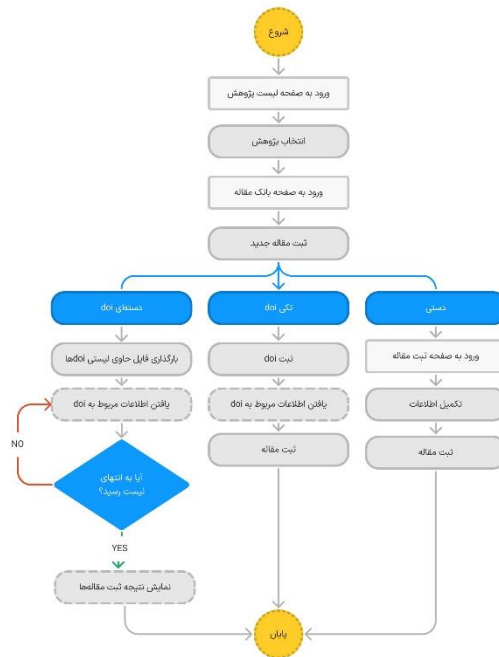 شروع
ورود به صفحه لیست پژوهش
انتخاب پژوهش
ورود به صفحه بانک مقاله
ثبت مقاله جدید
دستی
تکی doi
دسته‌ای doi
ورود به صفحه ثبت مقاله
ثبت doi
بارگذاری فایل حاوی لیستی doiها
تکمیل اطلاعات
یافتن اطلاعات مربوط به doi
یافتن اطلاعات مربوط به doi
ثبت مقاله
ثبت مقاله
NO
آیا به انتهای
لیست رسید؟
YES
نمایش نتیجه ثبت مقاله‌ها
پایان